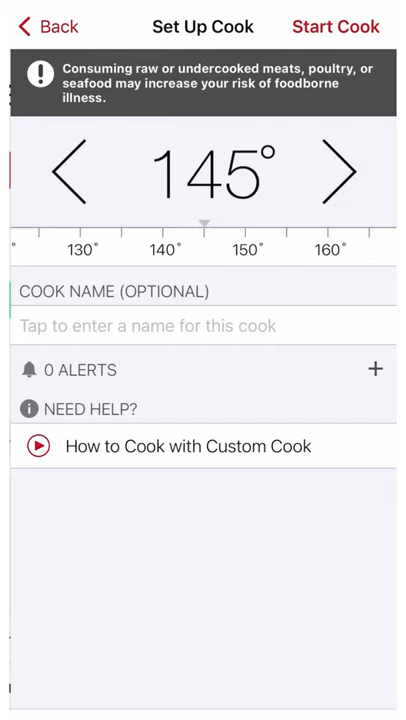 Back
Set Up Cook
Start Cook
Consuming raw or undercooked meats, poultry, or
seafood may increase your risk of foodborne
illness.
145°
° 130° 140° 150° 160°
COOK NAME (OPTIONAL)
Tap to enter a name for this cook
0 ALERTS +
NEED HELP?
How to Cook with Custom Cook